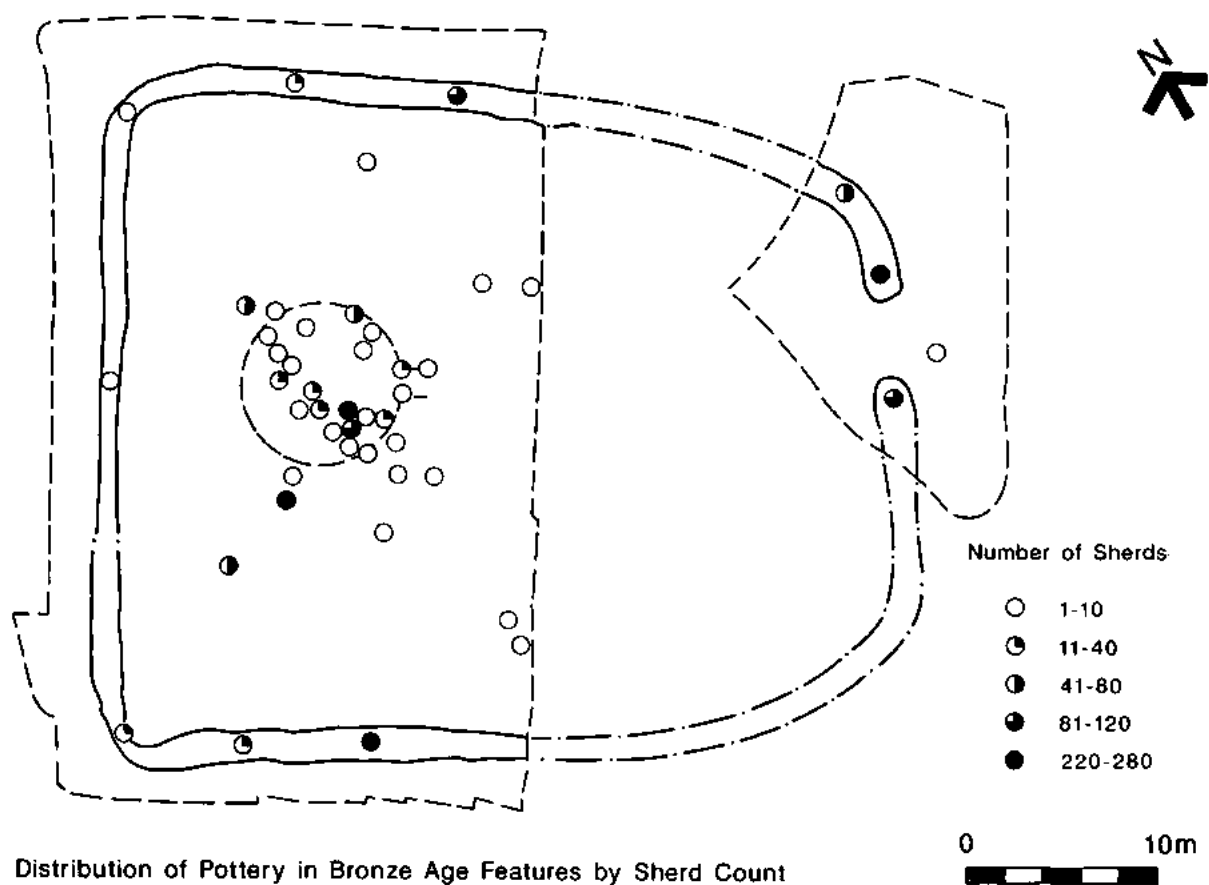 N
Number of Sherds
1-10
11-40
41-80
81-120
220-280
0 10m
Distribution of Pottery in Bronze Age Features by Sherd Count